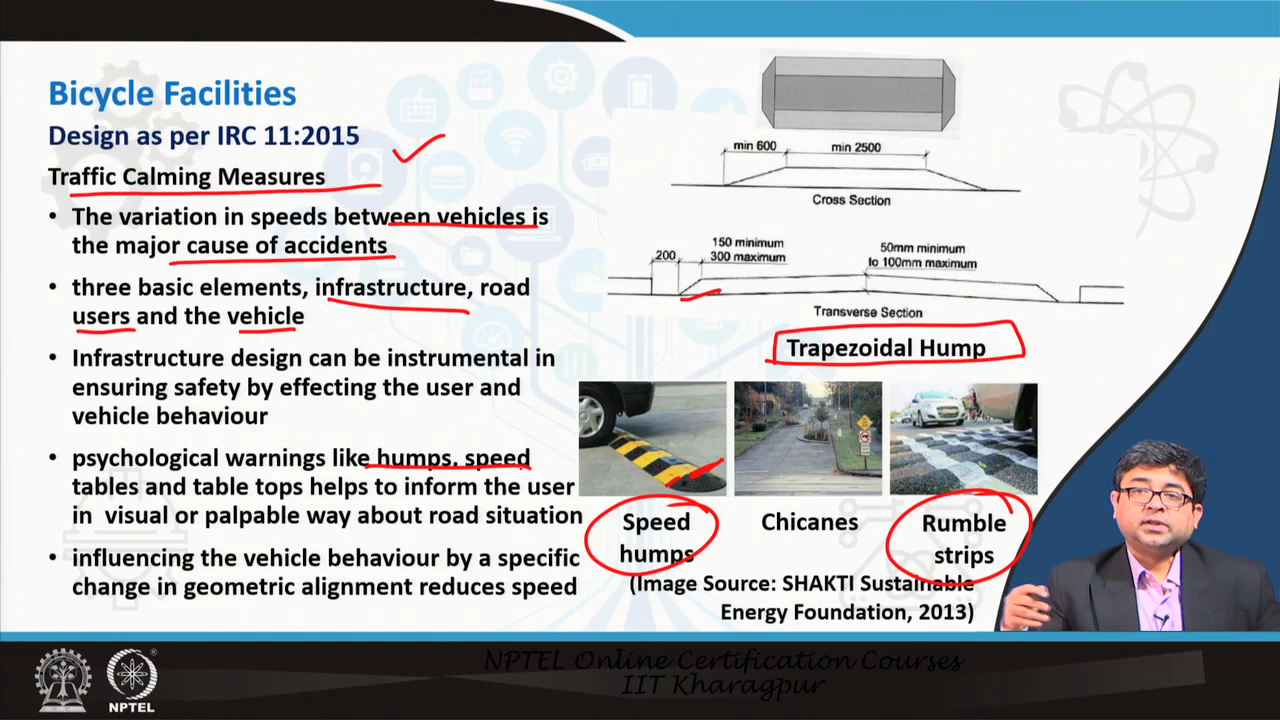 Bicycle Facilities
Design as per IRC 11:2015
Traffic Calming Measures
• The variation in speeds between vehicles is
the major cause of accidents
• three basic elements, infrastructure, road
users and the vehicle
• Infrastructure design can be instrumental in
ensuring safety by effecting the user and
vehicle behaviour
• psychological warnings like humps. speed
tables and table tops helps to inform the user
in visual or palpable way about road situation
• influencing the vehicle behaviour by a specific
change in geometric alignment reduces speed
min 600
min 2500
Cross Section
200
150 minimum
300 maximum
50mm minimum
to 100mm maximum
Transverse Section
Trapezoidal Hump
Speed
humps
Chicanes
Rumble
strips
(Image Source: SHAKTI Sustainable
Energy Foundation, 2013)
NPTEL Online Certification Courses
IIT Kharagpur
NPTEL